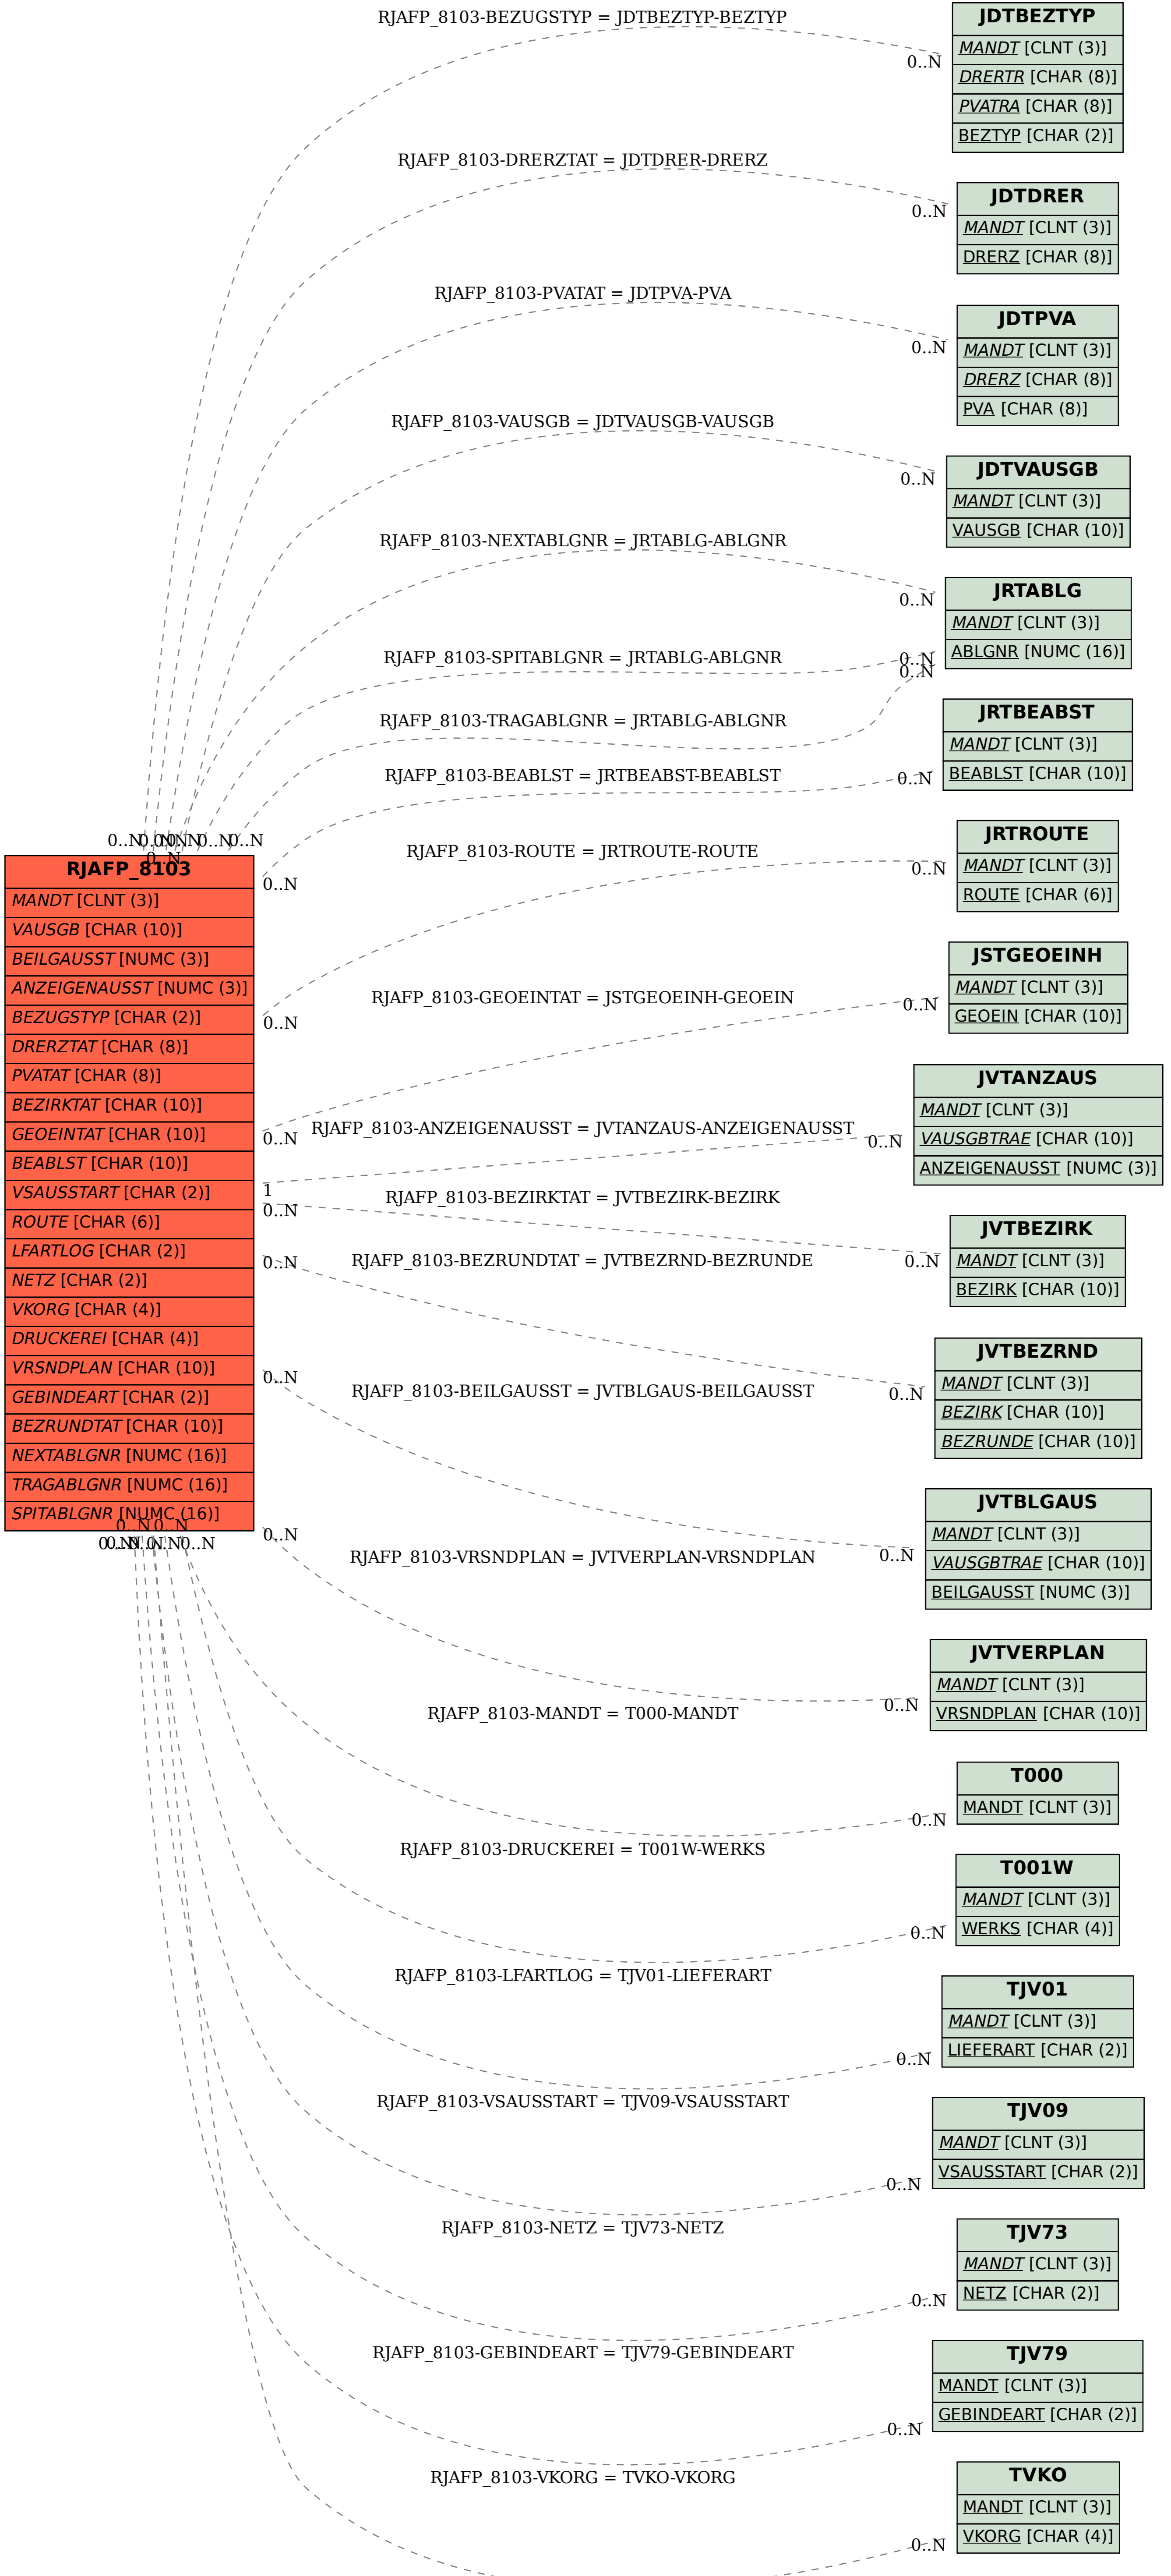 RJAFP_8103-BEZUGSTYP = JDTBEZTYP-BEZTYP
0..N
JDTBEZTYP
MANDT [CLNT (3)]
DRERTR [CHAR (8)]
PVATRA [CHAR (8)]
BEZTYP [CHAR (2)]
RJAFP_8103-DRERZTAT = JDTDRER-DRERZ
0..N
JDTDRER
MANDT [CLNT (3)]
DRERZ [CHAR (8)]
RJAFP_8103-PVATAT = JDTPVA-PVA
0..N
JDTPVA
MANDT [CLNT (3)]
DRERZ [CHAR (8)]
PVA [CHAR (8)]
RJAFP_8103-VAUSGB = JDTVAUSGB-VAUSGB
0..N
JDTVAUSGB
MANDT [CLNT (3)]
VAUSGB [CHAR (10)]
RJAFP_8103-NEXTABLGNR = JRTABLG-ABLGNR
0..N
RJAFP_8103-SPITABLGNR = JRTABLG-ABLGNR
0..N
RJAFP_8103-TRAGABLGNR = JRTABLG-ABLGNR
0..N
JRTABLG
MANDT [CLNT (3)]
ABLGNR [NUMC (16)]
RJAFP_8103-BEABLST = JRTBEABST-BEABLST
0..N
JRTBEABST
MANDT [CLNT (3)]
BEABLST [CHAR (10)]
RJAFP_8103-ROUTE = JRTROUTE-ROUTE
0..N
JRTROUTE
MANDT [CLNT (3)]
ROUTE [CHAR (6)]
RJAFP_8103-GEOEINTAT = JSTGEOEINH-GEOEIN
0..N
JSTGEOEINH
MANDT [CLNT (3)]
GEOEIN [CHAR (10)]
RJAFP_8103-ANZEIGENAUSST = JVTANZAUS-ANZEIGENAUSST
0..N
JVTANZAUS
MANDT [CLNT (3)]
VAUSGBTRAE [CHAR (10)]
ANZEIGENAUSST [NUMC (3)]
RJAFP_8103-BEZIRKTAT = JVTBEZIRK-BEZIRK
0..N
JVTBEZIRK
MANDT [CLNT (3)]
BEZIRK [CHAR (10)]
RJAFP_8103-BEZRUNDTAT = JVTBEZRND-BEZRUNDE
0..N
JVTBEZRND
MANDT [CLNT (3)]
BEZIRK [CHAR (10)]
BEZRUNDE [CHAR (10)]
RJAFP_8103-BEILGAUSST = JVTBLGAUS-BEILGAUSST
0..N
JVTBLGAUS
MANDT [CLNT (3)]
VAUSGBTRAE [CHAR (10)]
BEILGAUSST [NUMC (3)]
RJAFP_8103-VRSNDPLAN = JVTVERPLAN-VRSNDPLAN
0..N
JVTVERPLAN
MANDT [CLNT (3)]
VRSNDPLAN [CHAR (10)]
RJAFP_8103-MANDT = T000-MANDT
0..N
T000
MANDT [CLNT (3)]
RJAFP_8103-DRUCKEREI = T001W-WERKS
0..N
T001W
MANDT [CLNT (3)]
WERKS [CHAR (4)]
RJAFP_8103-LFARTLOG = TJV01-LIEFERART
0..N
TJV01
MANDT [CLNT (3)]
LIEFERART [CHAR (2)]
RJAFP_8103-VSAUSSTART = TJV09-VSAUSSTART
0..N
TJV09
MANDT [CLNT (3)]
VSAUSSTART [CHAR (2)]
RJAFP_8103-NETZ = TJV73-NETZ
0..N
TJV73
MANDT [CLNT (3)]
NETZ [CHAR (2)]
RJAFP_8103-GEBINDEART = TJV79-GEBINDEART
0..N
TJV79
MANDT [CLNT (3)]
GEBINDEART [CHAR (2)]
RJAFP_8103-VKORG = TVKO-VKORG
0..N
TVKO
MANDT [CLNT (3)]
VKORG [CHAR (4)]
RJAFP_8103
MANDT [CLNT (3)]
VAUSGB [CHAR (10)]
BEILGAUSST [NUMC (3)]
ANZEIGENAUSST [NUMC (3)]
BEZUGSTYP [CHAR (2)]
DRERZTAT [CHAR (8)]
PVATAT [CHAR (8)]
BEZIRKTAT [CHAR (10)]
GEOEINTAT [CHAR (10)]
BEABLST [CHAR (10)]
VSAUSSTART [CHAR (2)]
ROUTE [CHAR (6)]
LFARTLOG [CHAR (2)]
NETZ [CHAR (2)]
VKORG [CHAR (4)]
DRUCKEREI [CHAR (4)]
VRSNDPLAN [CHAR (10)]
GEBINDEART [CHAR (2)]
BEZRUNDTAT [CHAR (10)]
NEXTABLGNR [NUMC (16)]
TRAGABLGNR [NUMC (16)]
SPITABLGNR [NUMC (16)]
0..N
0..N
0..N
0..N
0..N
0..N
0..N
1
0..N
0..N
0..N
0..N
0..N
0..N
0..N